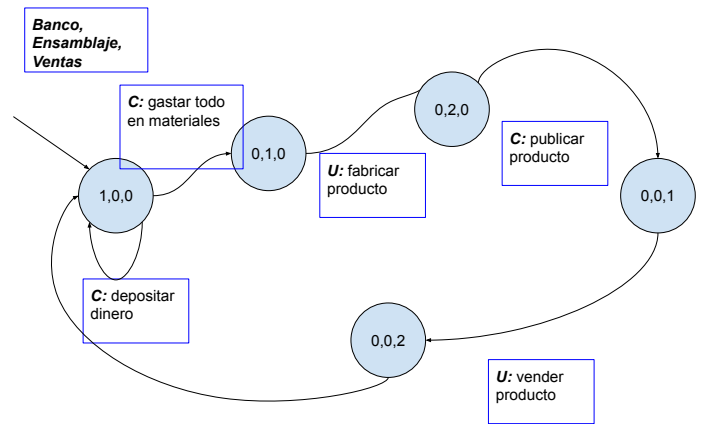 Banco,
Ensamblaje,
Ventas
C: gastar todo
en materiales
0,1,0
0,2,0
C: publicar
producto
U: fabricar
producto
1,0,0
0,0,1
C: depositar
dinero
0,0,2
U: vender
producto